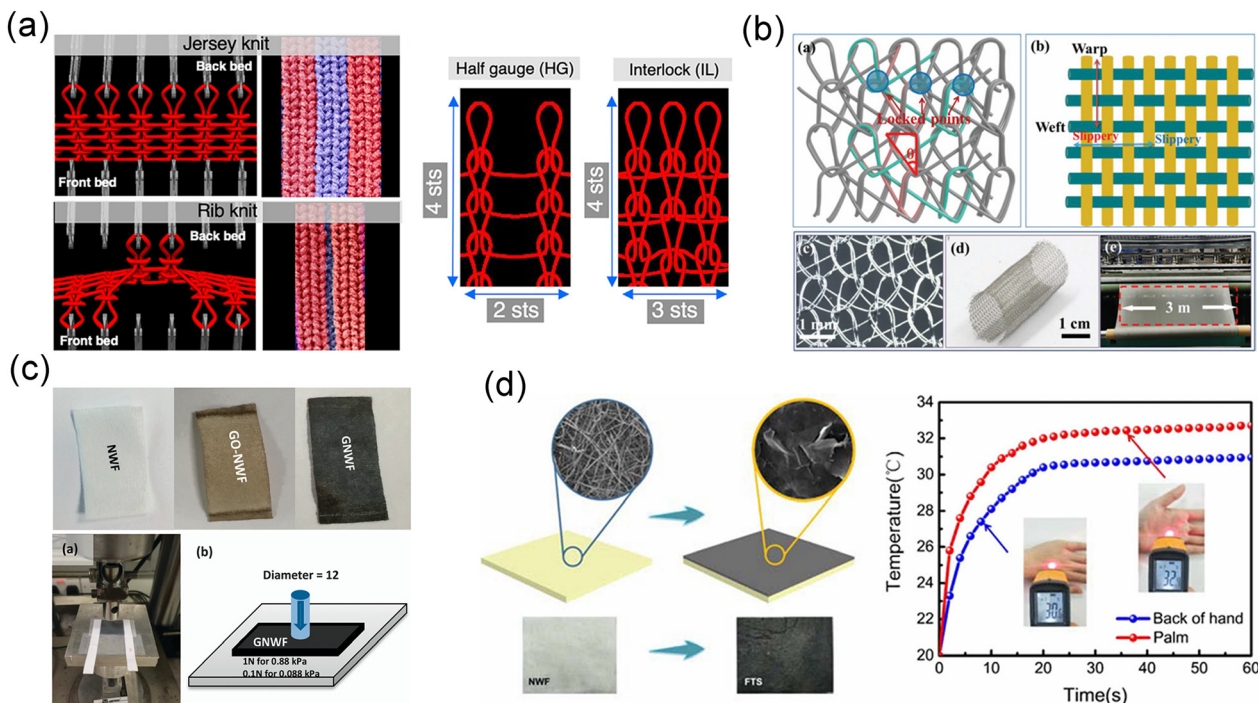 (a)
Jersey knit
Back bed
Front bed
Rib knit
Back bed
Front bed
Half gauge (HG)
4 sts
2 sts
Interlock (IL)
4 sts
3 sts
(b)
(a)
Locked points
θ
(b)
Warp
Weft
Slippery
Slippery
(c)
1 mm
(d)
1 cm
(e)
3 m
(c)
NWF
GO-NWF
GNWF
(a)
(b)
Diameter = 12
GNWF
1N for 0.88 kPa
0.1N for 0.088 kPa
(d)
NWF
FTS
Temperature(℃)
34
32
30
28
26
24
22
20
32
Back of hand
Palm
0 10 20 30 40 50 60
Time(s)